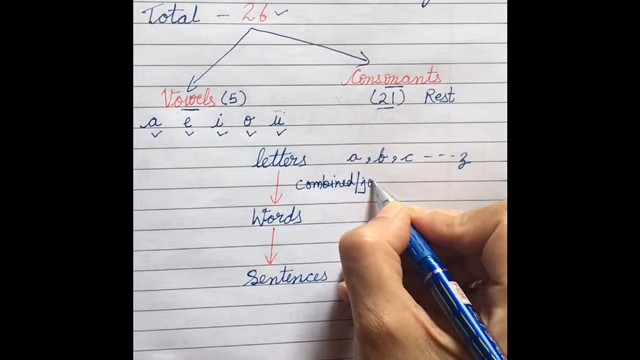 Total - 26
Vowels (5)
Consonants
(21) Rest
a e i o u
letters a, b, c ----z
combined/jo
Words
Sentences